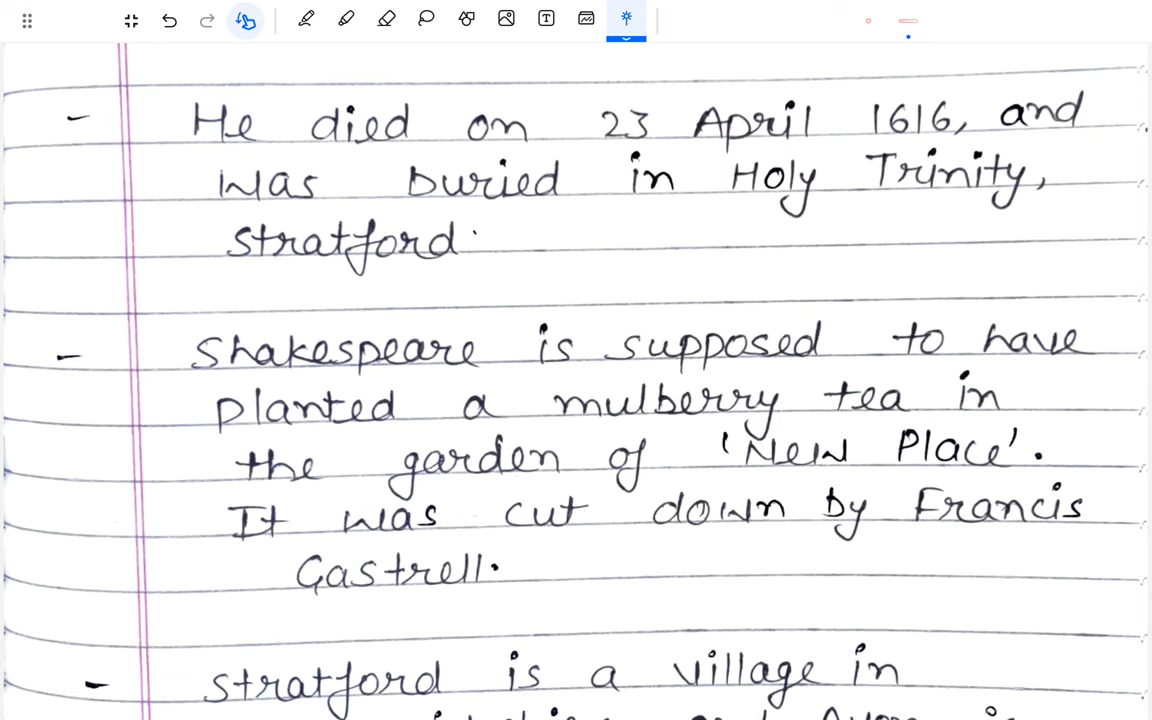 - He died on 23 April 1616, and
was buried in Holy Trinity,
Stratford.
- Shakespeare is supposed to have
planted a mulberry tea in
the garden of 'New Place'.
It was cut down by Francis
Gastrell.
- Stratford is a village in